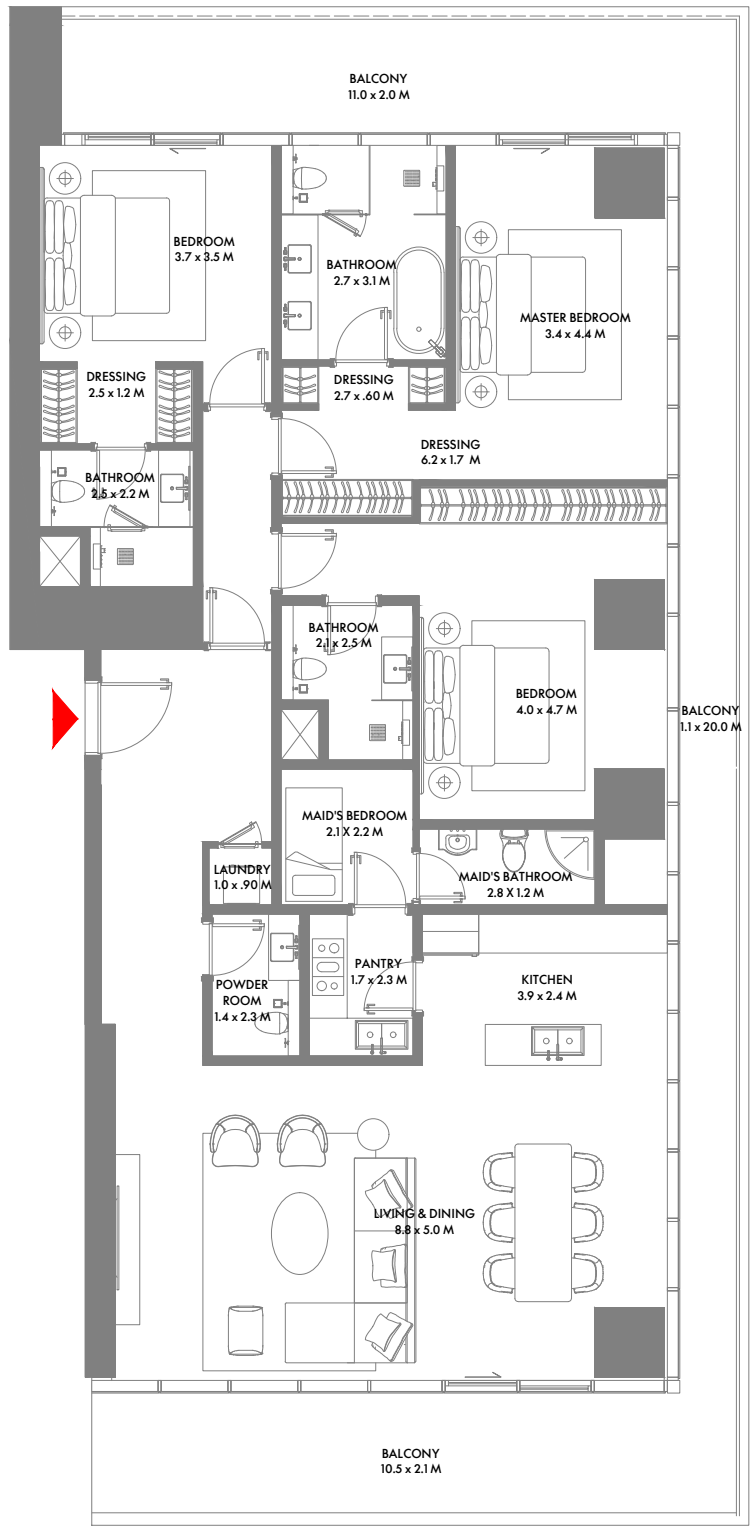 BALCONY
11.0 x 2.0 M
BEDROOM
3.7 x 3.5 M
BATHROOM
2.7 x 3.1 M
MASTER BEDROOM
3.4 x 4.4 M
DRESSING
2.5 x 1.2 M
DRESSING
2.7 x .60 M
DRESSING
6.2 x 1.7 M
BATHROOM
2.5 x 2.2 M
BATHROOM
2.1 x 2.5 M
BEDROOM
4.0 x 4.7 M
BALCONY
1.1 x 20.0 M
MAID'S BEDROOM
2.1 X 2.2 M
LAUNDRY
1.0 x .90 M
MAID'S BATHROOM
2.8 X 1.2 M
PANTRY
1.7 x 2.3 M
KITCHEN
3.9 x 2.4 M
POWDER
ROOM
1.4 x 2.3 M
LIVING & DINING
8.8 x 5.0 M
BALCONY
10.5 x 2.1 M